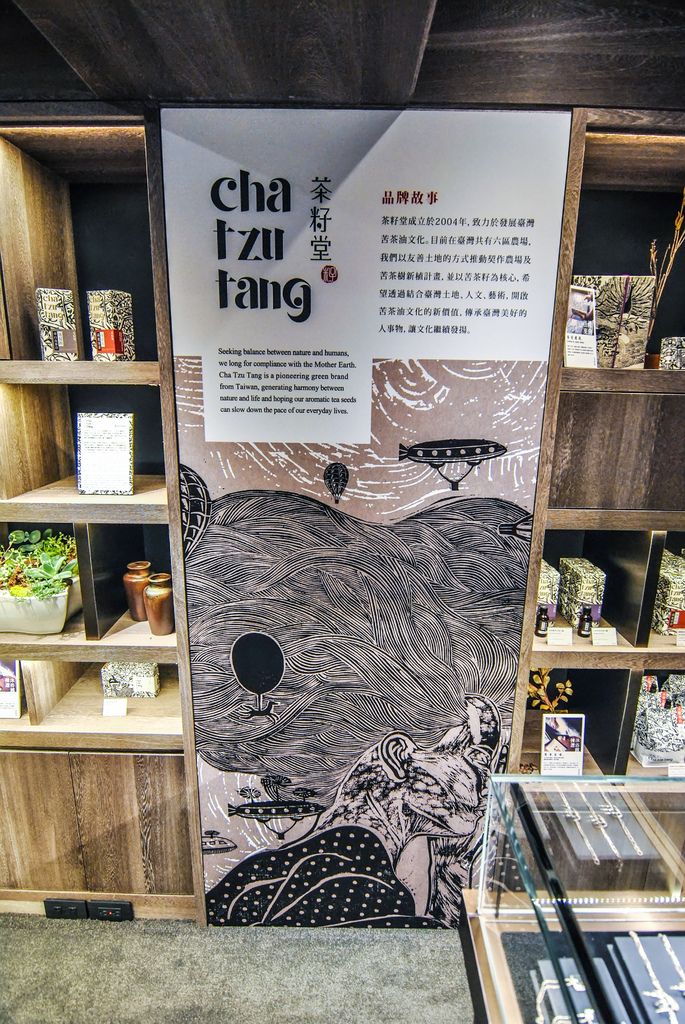 cha
tzu
tang
茶籽堂
品牌故事
茶籽堂成立於2004年, 致力於發展臺灣
苦茶油文化。目前在臺灣共有六區農場,
我們以友善土地的方式推動契作農場及
苦茶樹新植計畫, 並以苦茶籽為核心, 希
望透過結合臺灣土地、人文、藝術, 開啟
苦茶油文化的新價值, 傳承臺灣美好的
人事物, 讓文化繼續發揚。
Seeking balance between nature and humans,
we long for compliance with the Mother Earth.
Cha Tzu Tang is a pioneering green brand
from Taiwan, generating harmony between
nature and life and hoping our aromatic tea seeds
can slow down the pace of our everyday lives.